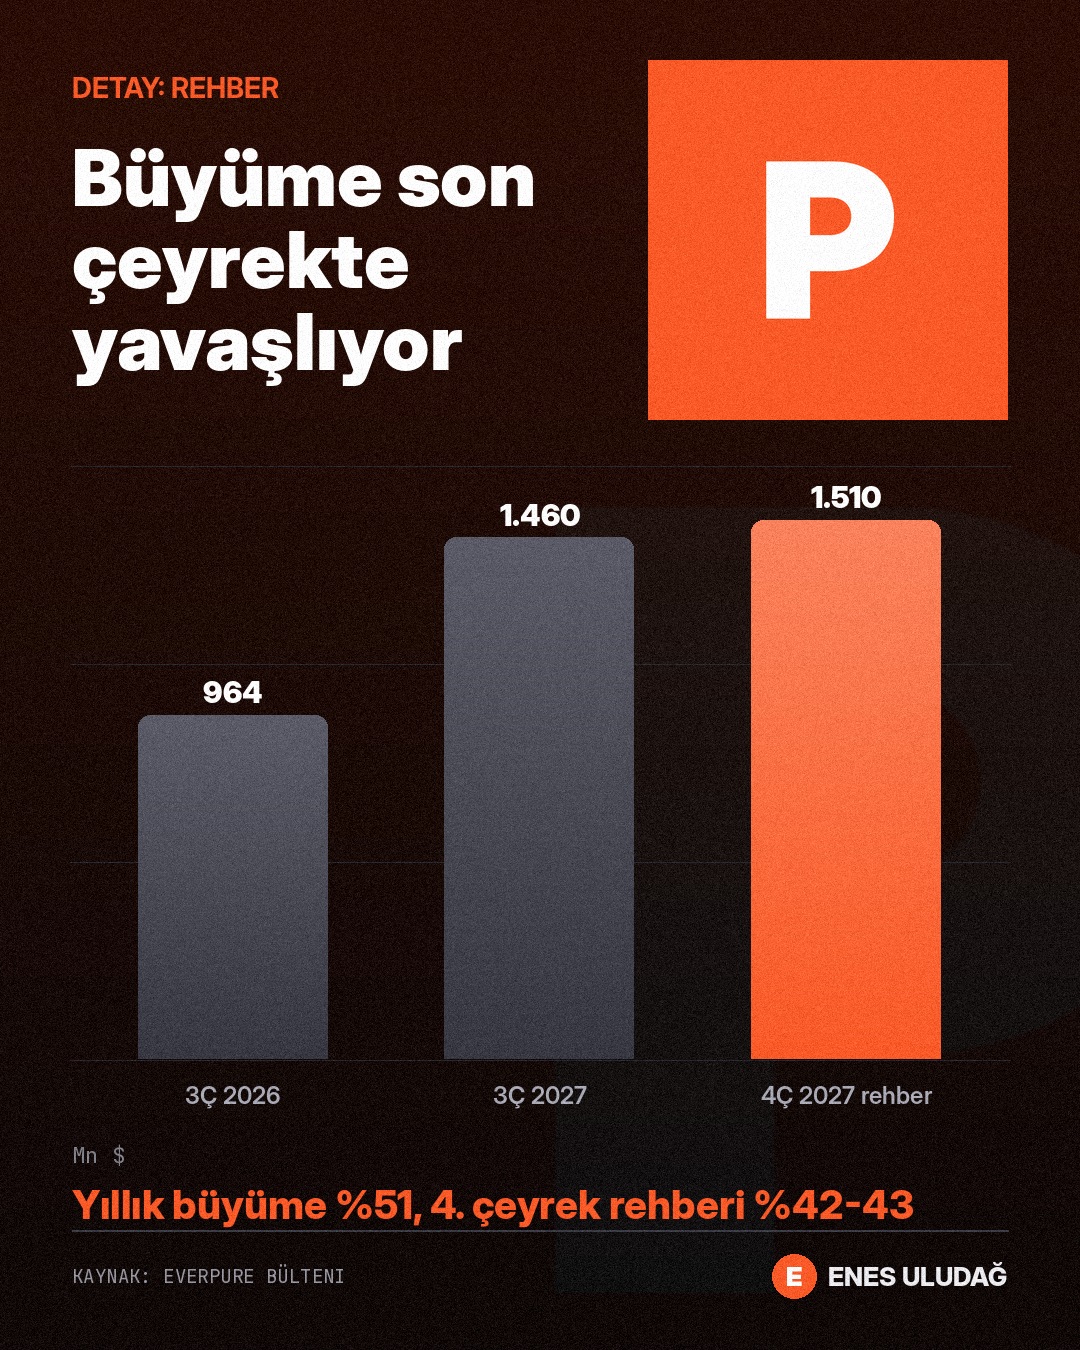 DETAY: REHBER
Büyüme son
çeyrekte
yavaşlıyor
P
964
1.460
1.510
3Ç 2026
3Ç 2027
4Ç 2027 rehber
Mn $
Yıllık büyüme %51, 4. çeyrek rehberi %42-43
KAYNAK: EVERPURE BÜLTENI
E ENES ULUDAĞ